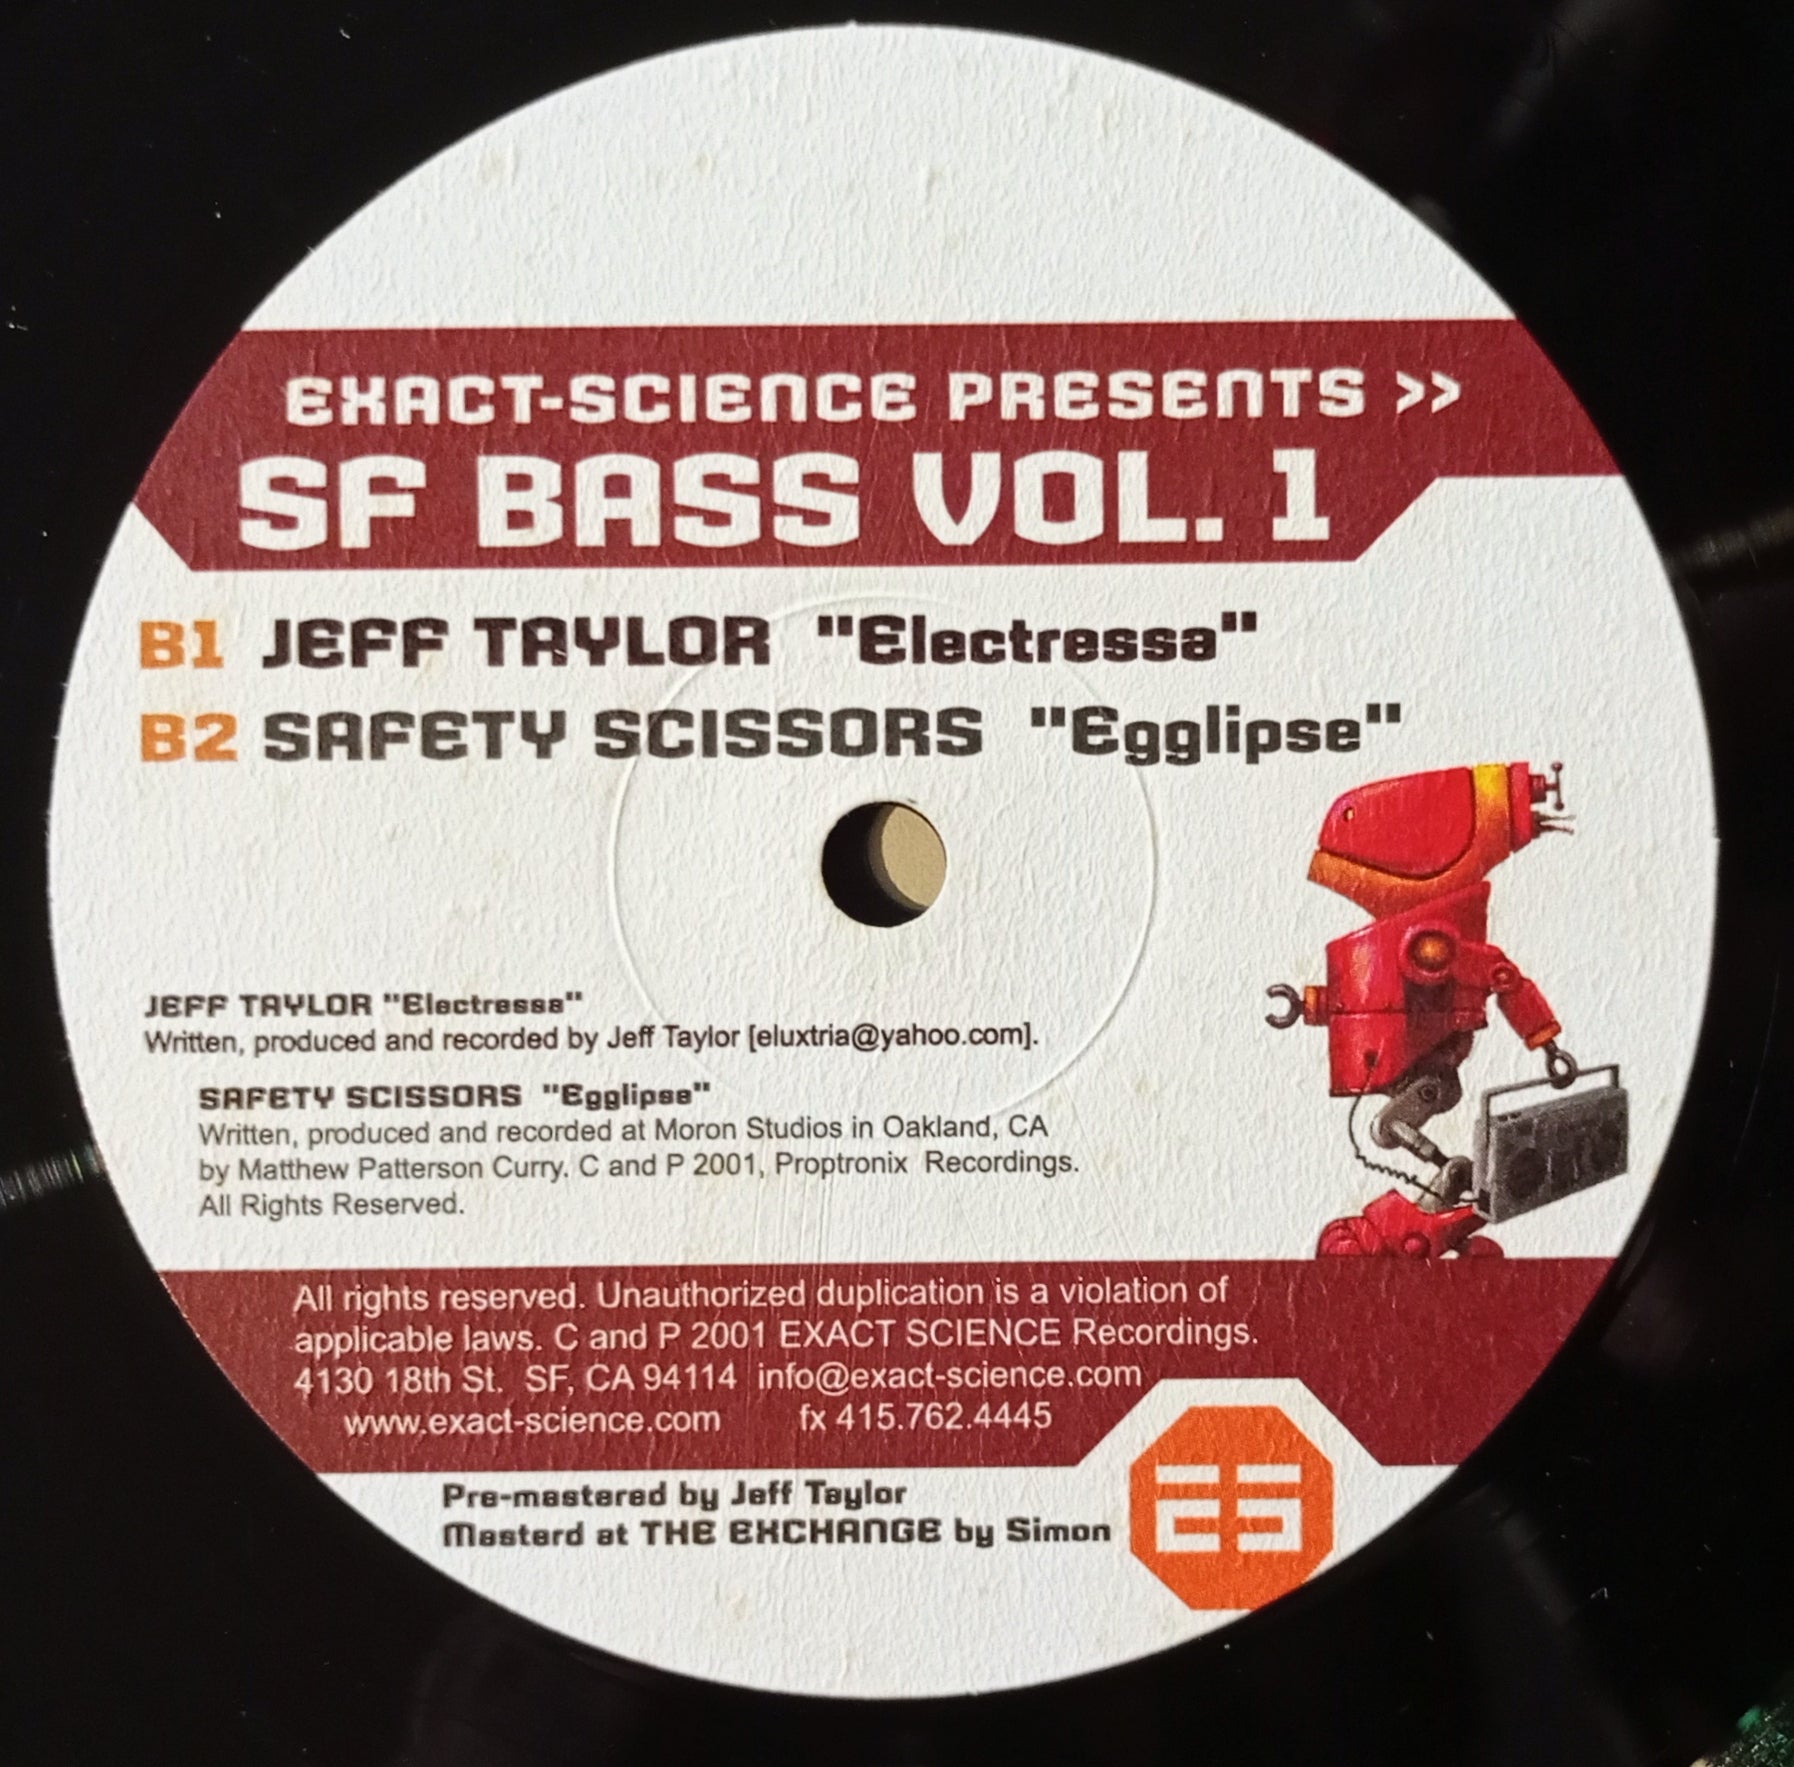 EXACT-SCIENCE PRESENTS >>
SF BASS VOL. 1
B1 JEFF TAYLOR "Electressa"
B2 SAFETY SCISSORS "Egglipse"
JEFF TAYLOR "Electressa"
Written, produced and recorded by Jeff Taylor [eluxtria@yahoo.com].
SAFETY SCISSORS "Egglipse"
Written, produced and recorded at Moron Studios in Oakland, CA
by Matthew Patterson Curry. C and P 2001, Proptronix Recordings.
All Rights Reserved.
All rights reserved. Unauthorized duplication is a violation of
applicable laws. C and P 2001 EXACT SCIENCE Recordings.
4130 18th St. SF, CA 94114 info@exact-science.com
www.exact-science.com fx 415.762.4445
Pre-mastered by Jeff Taylor
Masterd at THE EXCHANGE by Simon
ES